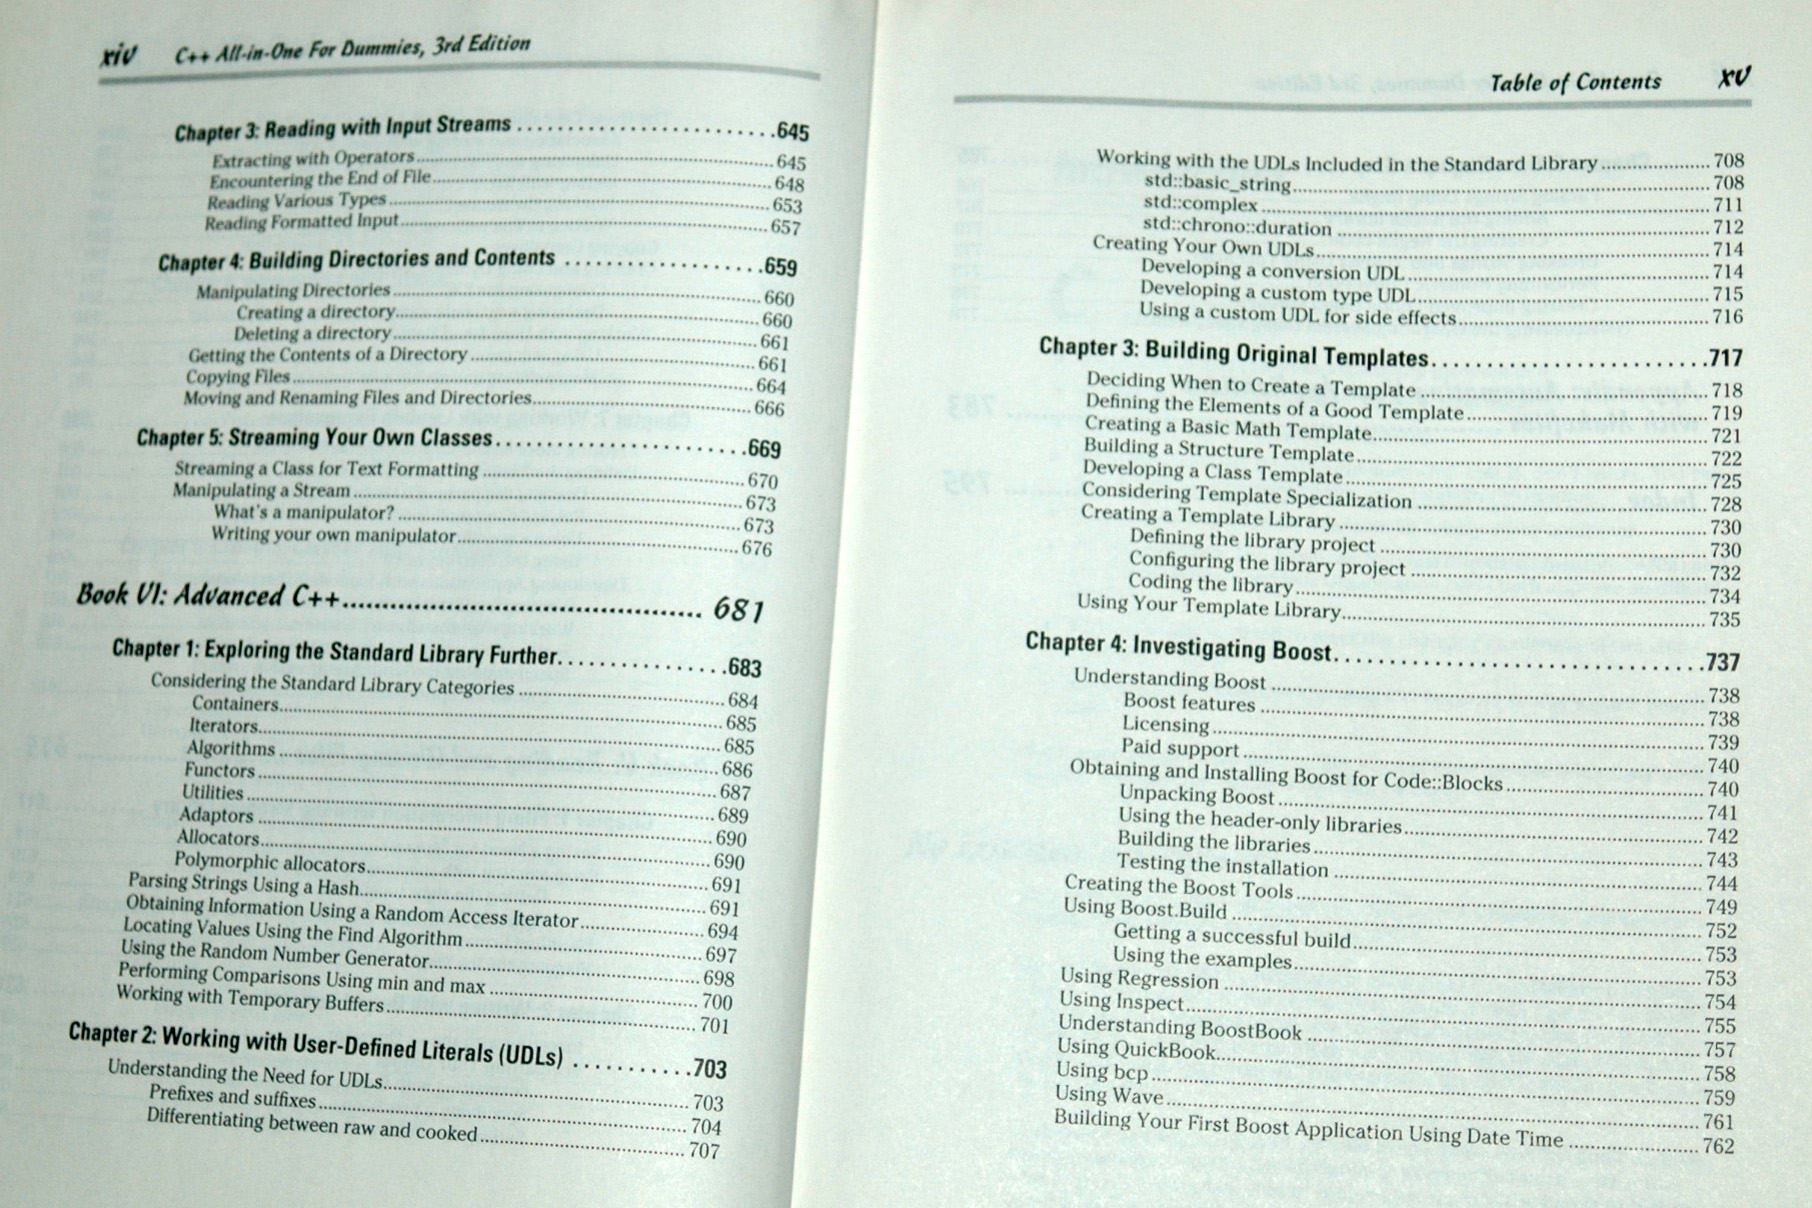 xiv C++ All-in-One For Dummies, 3rd Edition
Chapter 3: Reading with Input Streams . . . . . . . . . . . . . . . . . . . . . . . . . .645
Extracting with Operators.....645
Encountering the End of File.....648
Reading Various Types.....653
Reading Formatted Input.....657
Chapter 4: Building Directories and Contents . . . . . . . . . . . . . . . . . . .659
Manipulating Directories.....660
Creating a directory.....660
Deleting a directory.....661
Getting the Contents of a Directory.....661
Copying Files.....664
Moving and Renaming Files and Directories.....666
Chapter 5: Streaming Your Own Classes. . . . . . . . . . . . . . . . . . . . . . . .669
Streaming a Class for Text Formatting.....670
Manipulating a Stream.....673
What's a manipulator?.....673
Writing your own manipulator.....676
Book VI: Advanced C++.....681
Chapter 1: Exploring the Standard Library Further. . . . . . . . . . . . . . . .683
Considering the Standard Library Categories.....684
Containers.....685
Iterators.....685
Algorithms.....686
Functors.....687
Utilities.....689
Adaptors.....690
Allocators.....690
Polymorphic allocators.....691
Parsing Strings Using a Hash.....691
Obtaining Information Using a Random Access Iterator.....694
Locating Values Using the Find Algorithm.....697
Using the Random Number Generator.....698
Performing Comparisons Using min and max.....700
Working with Temporary Buffers.....701
Chapter 2: Working with User-Defined Literals (UDLs) . . . . . . . . . . .703
Understanding the Need for UDLs.....703
Prefixes and suffixes.....704
Differentiating between raw and cooked.....707
Table of Contents xv
Working with the UDLs Included in the Standard Library.....708
std::basic_string.....708
std::complex.....711
std::chrono::duration.....712
Creating Your Own UDLs.....714
Developing a conversion UDL.....714
Developing a custom type UDL.....715
Using a custom UDL for side effects.....716
Chapter 3: Building Original Templates. . . . . . . . . . . . . . . . . . . . . . . . .717
Deciding When to Create a Template.....718
Defining the Elements of a Good Template.....719
Creating a Basic Math Template.....721
Building a Structure Template.....722
Developing a Class Template.....725
Considering Template Specialization.....728
Creating a Template Library.....730
Defining the library project.....730
Configuring the library project.....732
Coding the library.....734
Using Your Template Library.....735
Chapter 4: Investigating Boost. . . . . . . . . . . . . . . . . . . . . . . . . . . . . . . . .737
Understanding Boost.....738
Boost features.....738
Licensing.....739
Paid support.....740
Obtaining and Installing Boost for Code::Blocks.....740
Unpacking Boost.....741
Using the header-only libraries.....742
Building the libraries.....743
Testing the installation.....744
Creating the Boost Tools.....749
Using Boost.Build.....752
Getting a successful build.....753
Using the examples.....753
Using Regression.....754
Using Inspect.....755
Understanding BoostBook.....757
Using QuickBook.....758
Using bcp.....759
Using Wave.....761
Building Your First Boost Application Using Date Time.....762